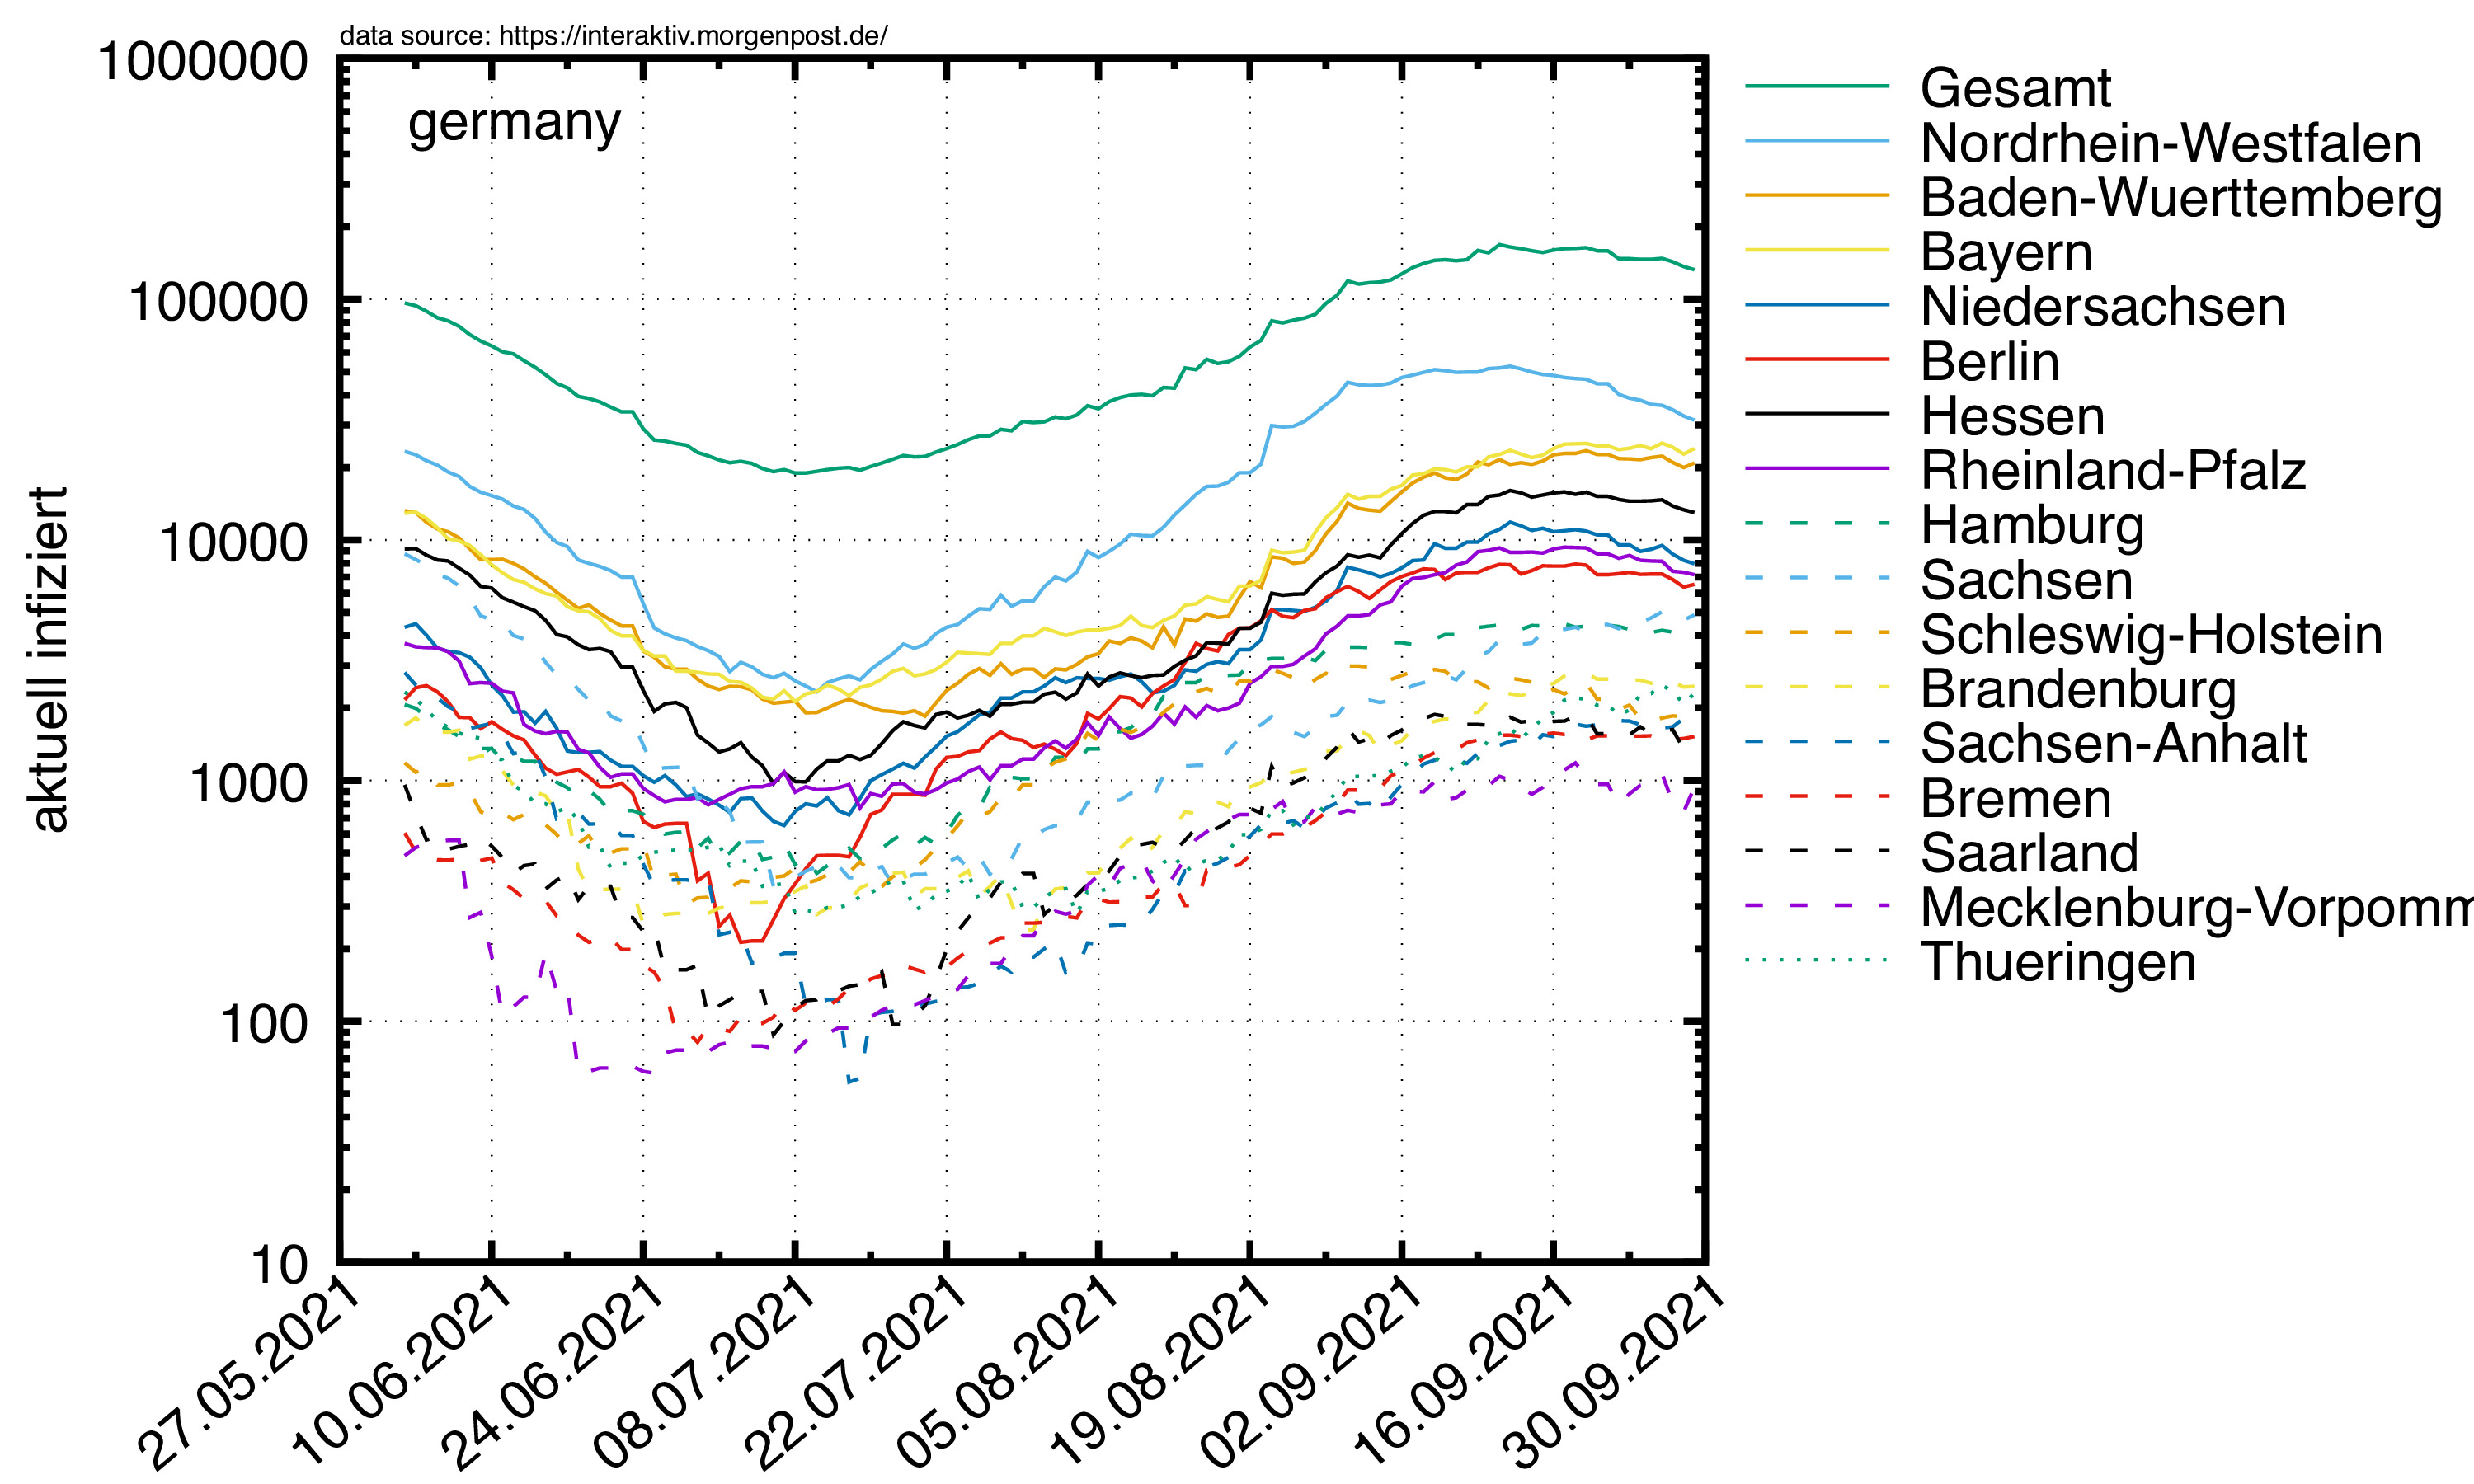 data source: https://interaktiv.morgenpost.de/
1000000
100000
10000
1000
100
10
aktuell infiziert
germany
27.05.2021
10.06.2021
24.06.2021
08.07.2021
22.07.2021
05.08.2021
19.08.2021
02.09.2021
16.09.2021
30.09.2021
Gesamt
Nordrhein-Westfalen
Baden-Wuerttemberg
Bayern
Niedersachsen
Berlin
Hessen
Rheinland-Pfalz
Hamburg
Sachsen
Schleswig-Holstein
Brandenburg
Sachsen-Anhalt
Bremen
Saarland
Mecklenburg-Vorpomm
Thueringen